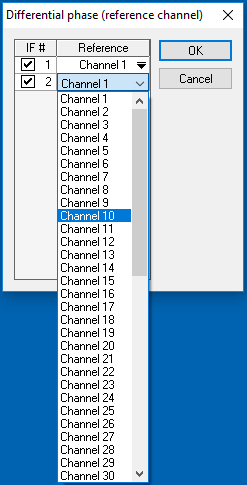 Differential phase (reference channel)
IF # Reference
1 Channel 1
2 Channel 1
OK
Cancel
Channel 1
Channel 2
Channel 3
Channel 4
Channel 5
Channel 6
Channel 7
Channel 8
Channel 9
Channel 10
Channel 11
Channel 12
Channel 13
Channel 14
Channel 15
Channel 16
Channel 17
Channel 18
Channel 19
Channel 20
Channel 21
Channel 22
Channel 23
Channel 24
Channel 25
Channel 26
Channel 27
Channel 28
Channel 29
Channel 30